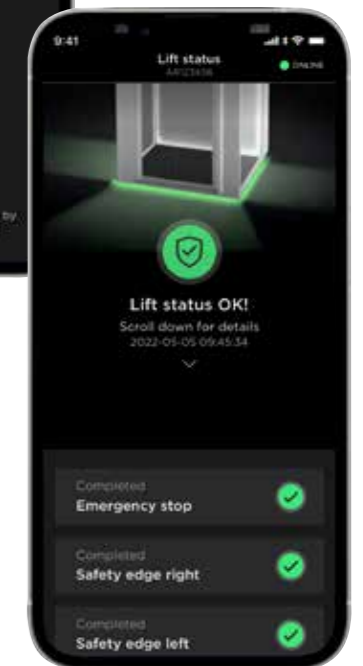 by
9:41
Lift status
ONLINE
Lift status OK!
Scroll down for details
2022-05-05 09:45:34
Completed
Emergency stop
Completed
Safety edge right
Completed
Safety edge left